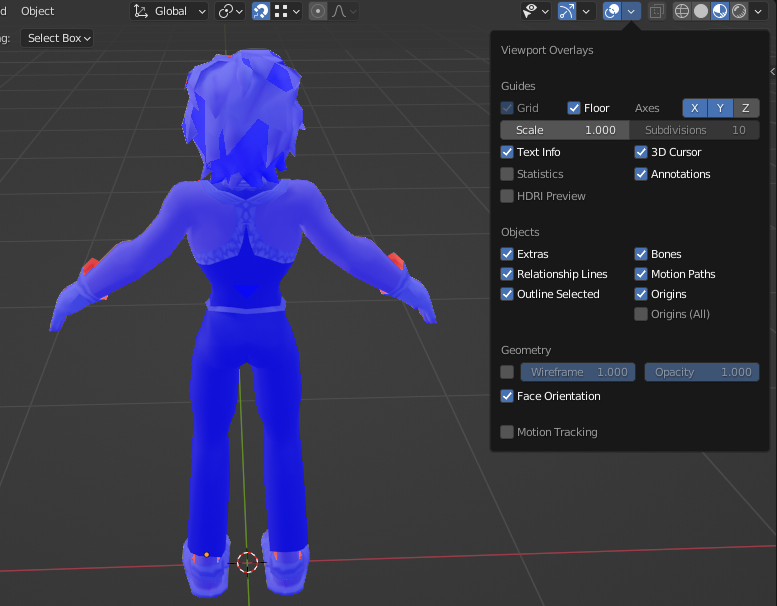 d Object Global
ag: Select Box
Viewport Overlays
Guides
Grid Floor Axes X Y Z
Scale 1.000 Subdivisions 10
Text Info 3D Cursor
Statistics Annotations
HDRI Preview
Objects
Extras Bones
Relationship Lines Motion Paths
Outline Selected Origins
Origins (All)
Geometry
Wireframe 1.000 Opacity 1.000
Face Orientation
Motion Tracking